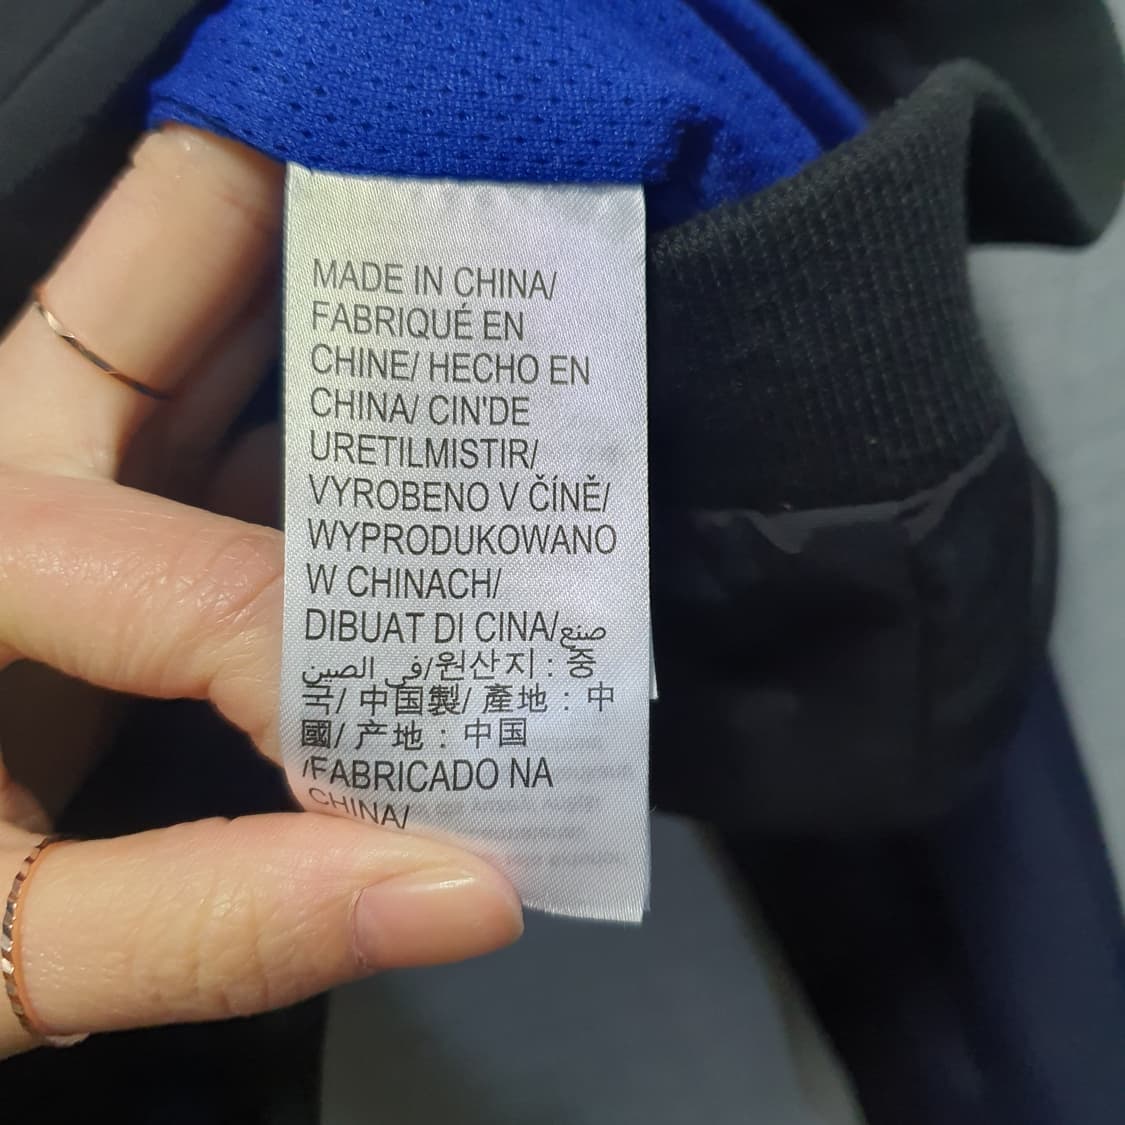 MADE IN CHINA/
FABRIQUÉ EN
CHINE/ HECHO EN
CHINA/ CIN'DE
URETILMISTIR/
VYROBENO V ČÍNĚ/
WYPRODUKOWANO
W CHINACH/
DIBUAT DI CINA/صنع
في الصين/원산지 : 중
국/ 中国製/ 產地 : 中
國/ 产地 : 中国
/FABRICADO NA
CHINA/